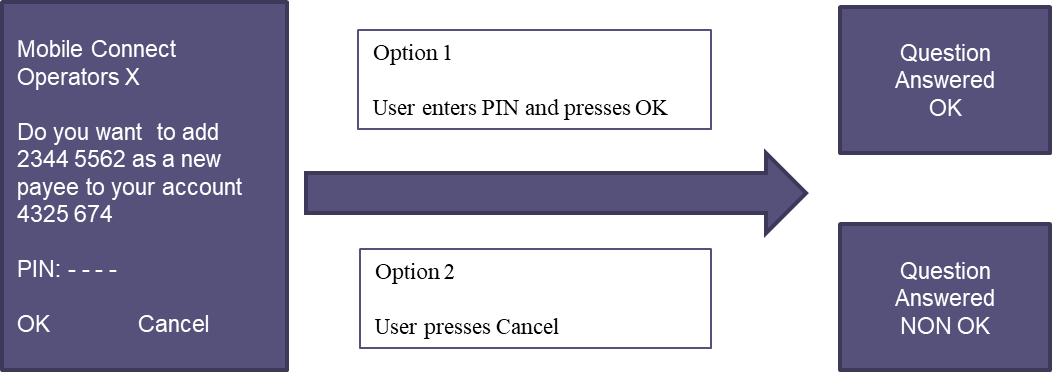 Mobile Connect
Operators X
Do you want  to add
2344 5562 as a new
payee to your account
4325 674
PIN: - - - -
OK Cancel
Option 1
User enters PIN and presses OK
Option 2
User presses Cancel
Question
Answered
OK
Question
Answered
NON OK